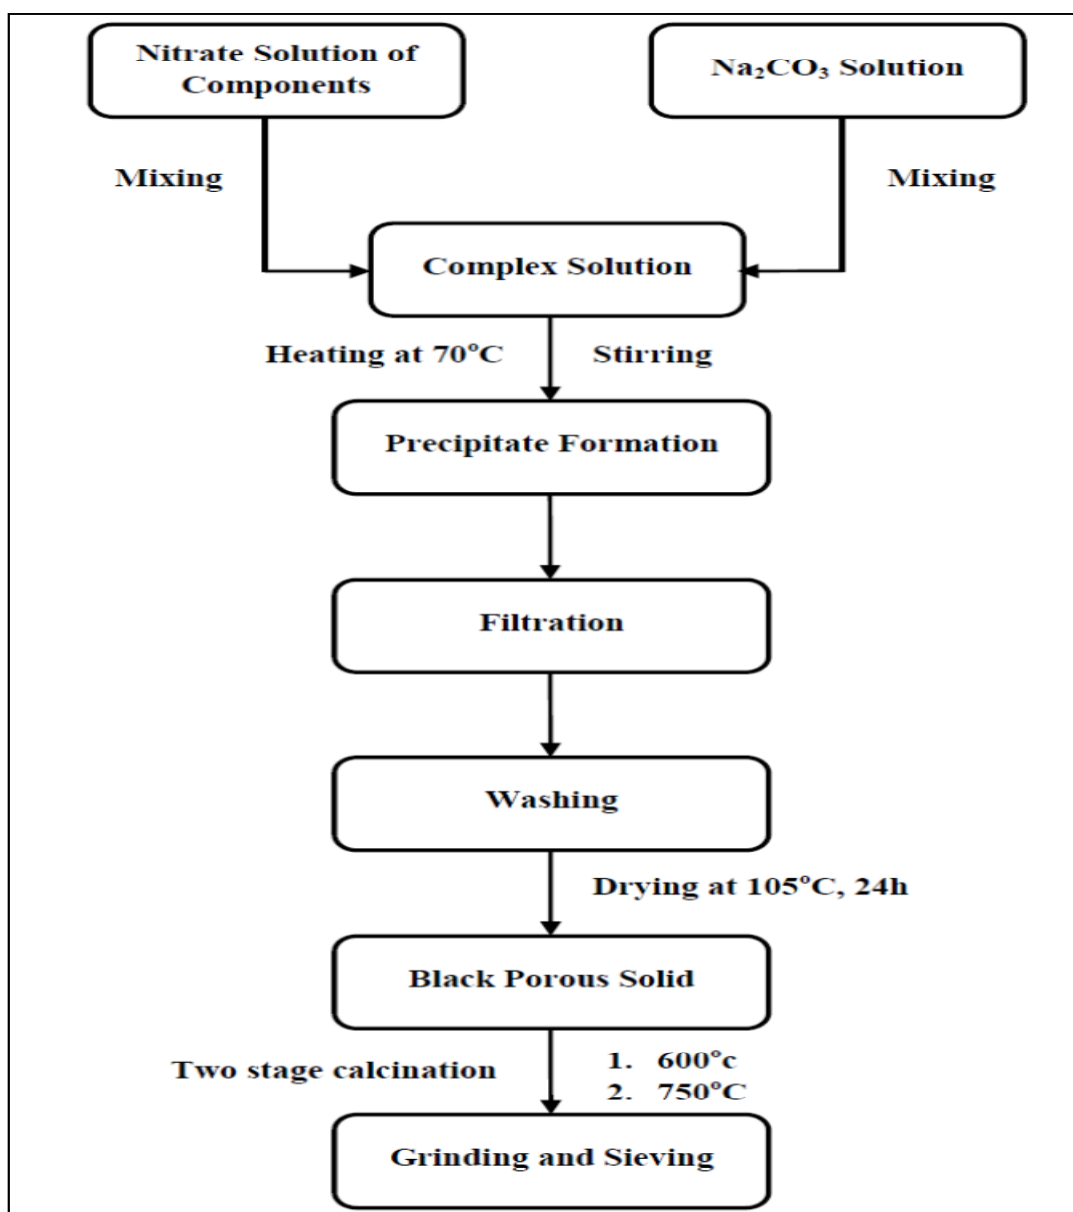 Nitrate Solution of
Components
Na₂CO₃ Solution
Mixing
Mixing
Complex Solution
Heating at 70°C
Stirring
Precipitate Formation
Filtration
Washing
Drying at 105°C, 24h
Black Porous Solid
Two stage calcination
1. 600°c
2. 750°C
Grinding and Sieving